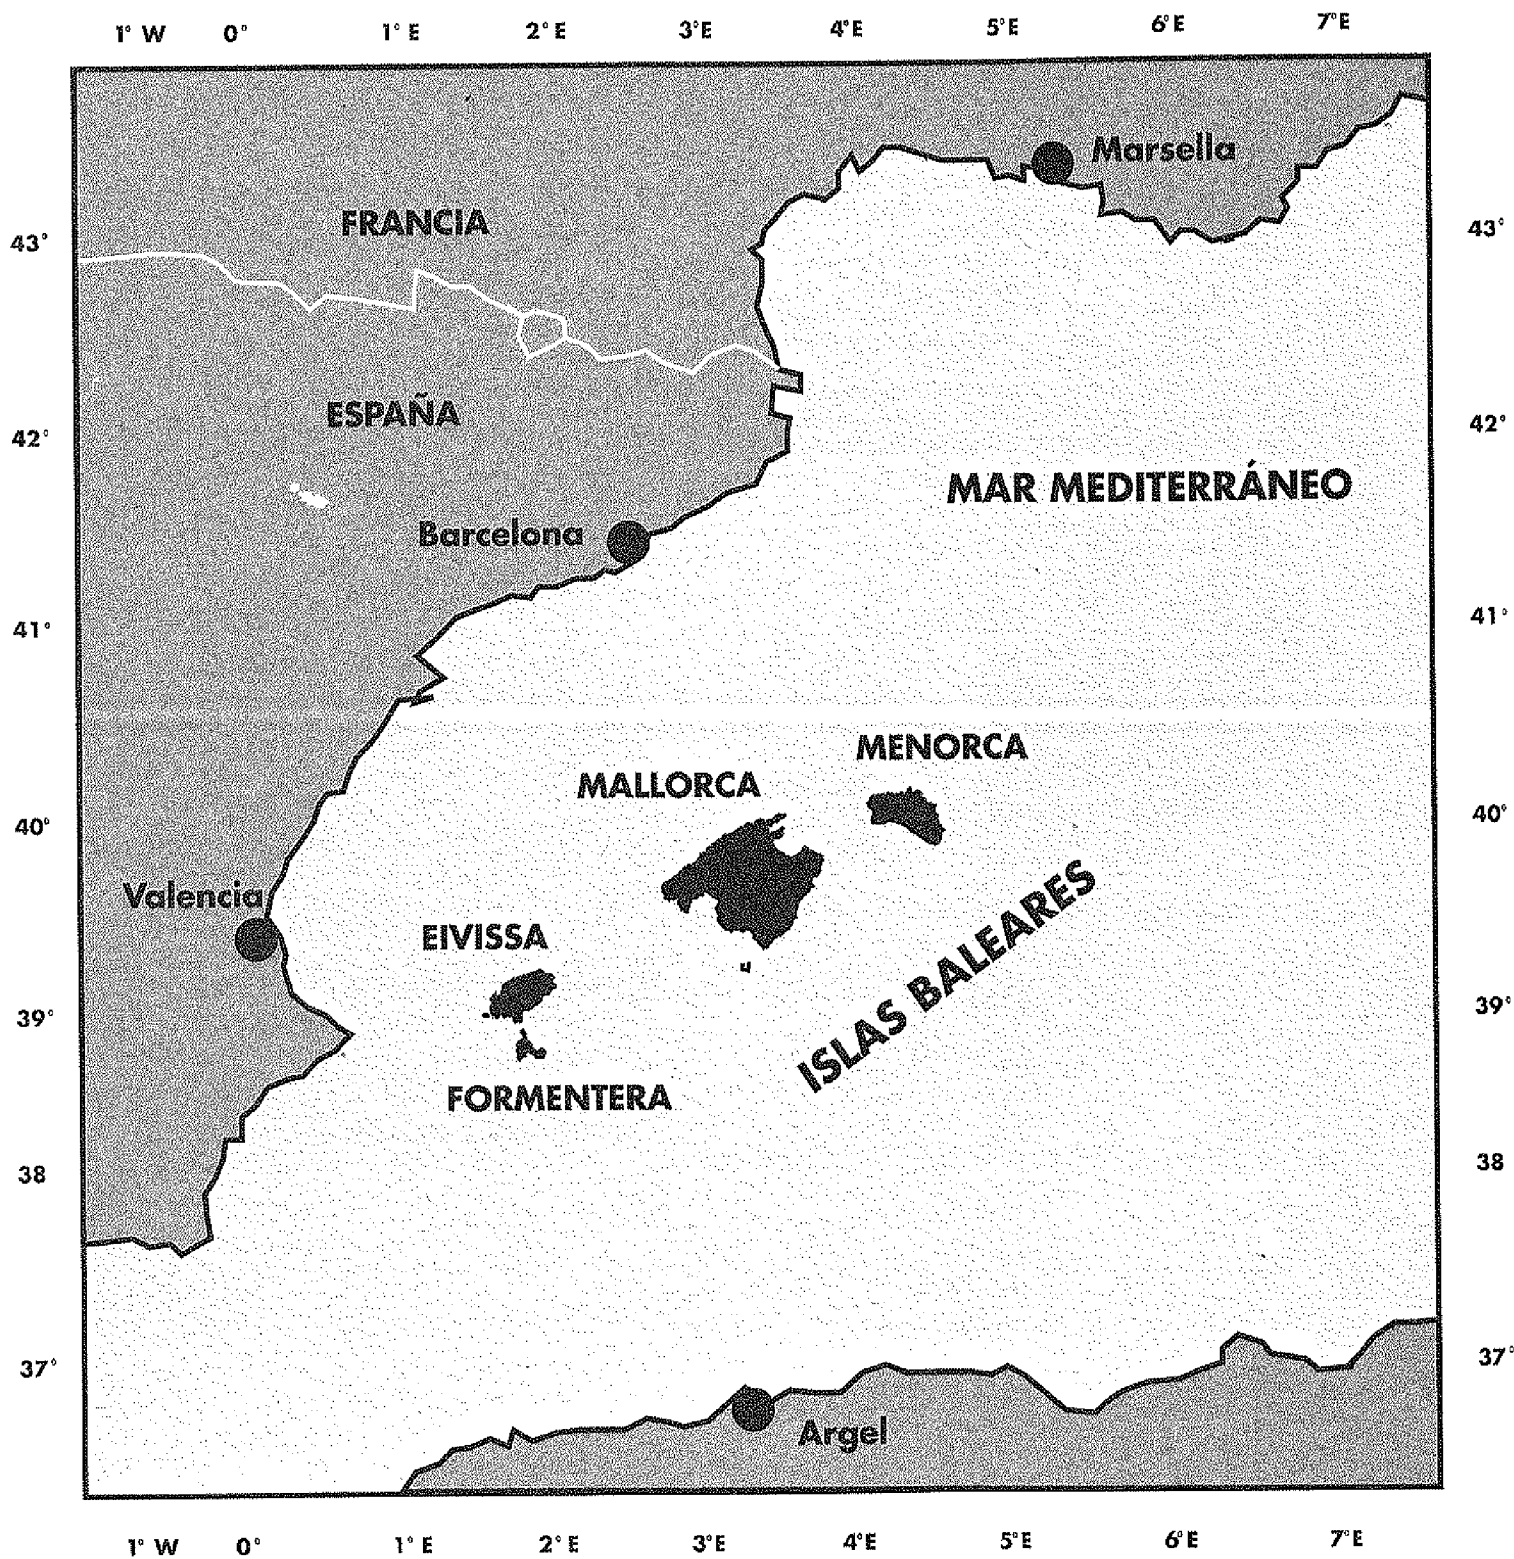 1° W 0° 1° E 2° E 3°E 4°E 5°E 6°E 7°E
Marsella
FRANCIA
43° 43°
ESPAÑA
42° 42°
MAR MEDITERRÁNEO
Barcelona
41° 41°
MENORCA
MALLORCA
40° 40°
Valencia
EIVISSA
ISLAS BALEARES
39° 39°
FORMENTERA
38 38
37° 37°
Argel
1° W 0° 1° E 2° E 3°E 4°E 5°E 6°E 7°E